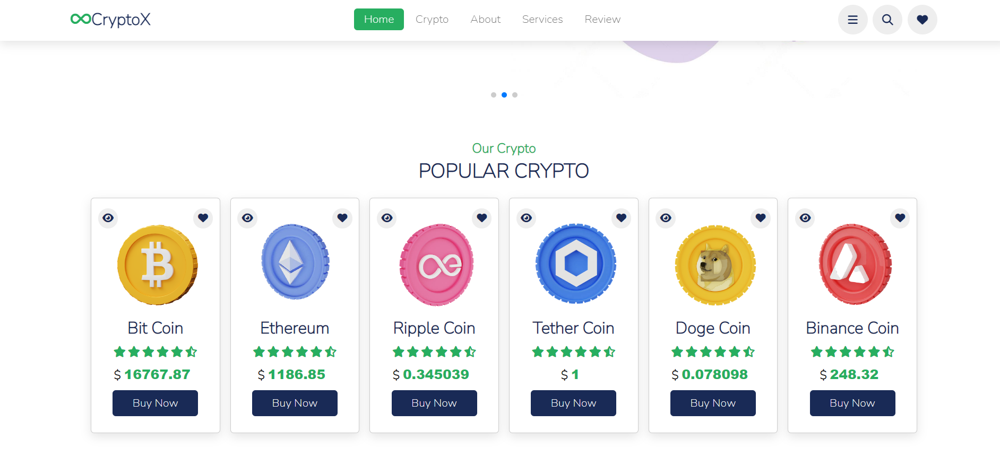 CryptoX
Home Crypto About Services Review
Our Crypto
POPULAR CRYPTO
Bit Coin
$ 16767.87
Buy Now
Ethereum
$ 1186.85
Buy Now
Ripple Coin
$ 0.345039
Buy Now
Tether Coin
$ 1
Buy Now
Doge Coin
$ 0.078098
Buy Now
Binance Coin
$ 248.32
Buy Now